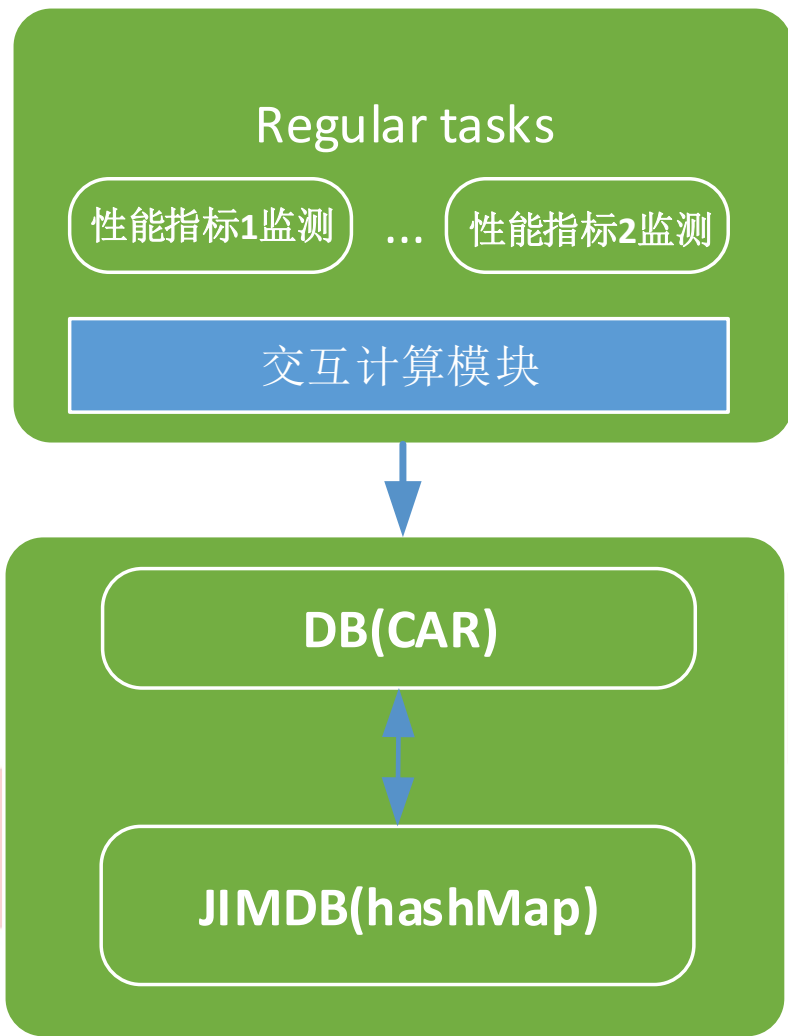 Regular tasks
性能指标1监测 ... 性能指标2监测
交互计算模块
DB(CAR)
JIMDB(hashMap)